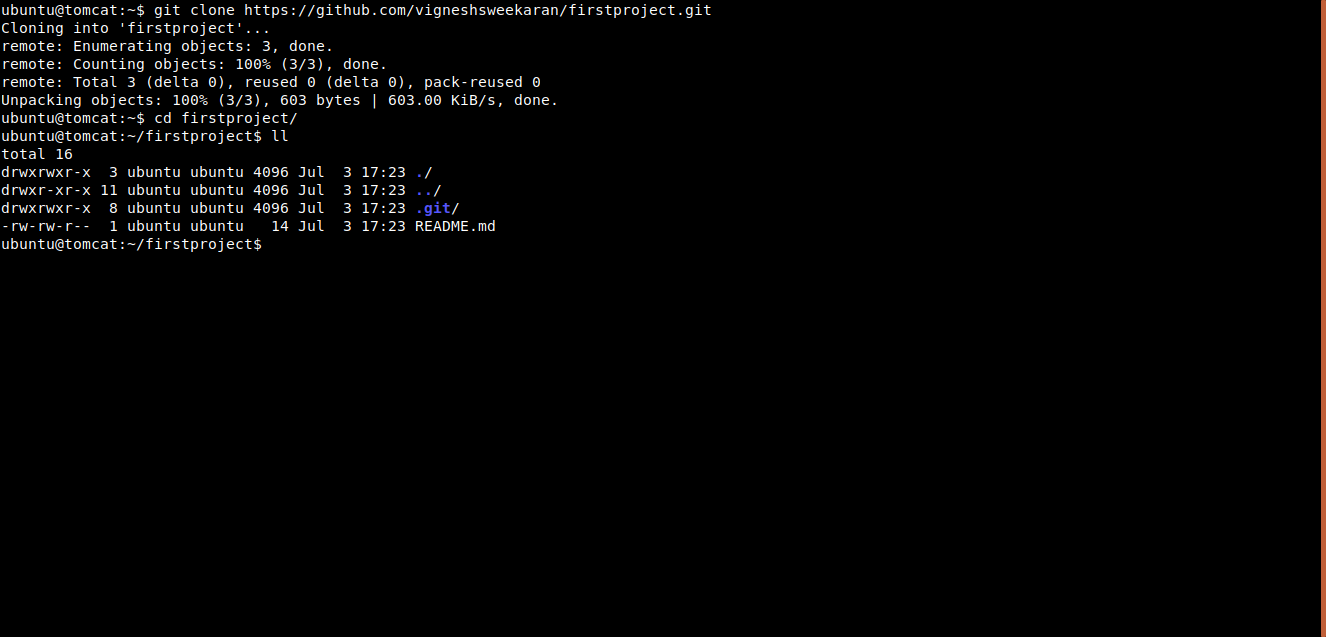 ubuntu@tomcat:~$ git clone https://github.com/vigneshsweekaran/firstproject.git
Cloning into 'firstproject'...
remote: Enumerating objects: 3, done.
remote: Counting objects: 100% (3/3), done.
remote: Total 3 (delta 0), reused 0 (delta 0), pack-reused 0
Unpacking objects: 100% (3/3), 603 bytes | 603.00 KiB/s, done.
ubuntu@tomcat:~$ cd firstproject/
ubuntu@tomcat:~/firstproject$ ll
total 16
drwxrwxr-x  3 ubuntu ubuntu 4096 Jul  3 17:23 ./
drwxr-xr-x 11 ubuntu ubuntu 4096 Jul  3 17:23 ../
drwxrwxr-x  8 ubuntu ubuntu 4096 Jul  3 17:23 .git/
-rw-rw-r--  1 ubuntu ubuntu   14 Jul  3 17:23 README.md
ubuntu@tomcat:~/firstproject$